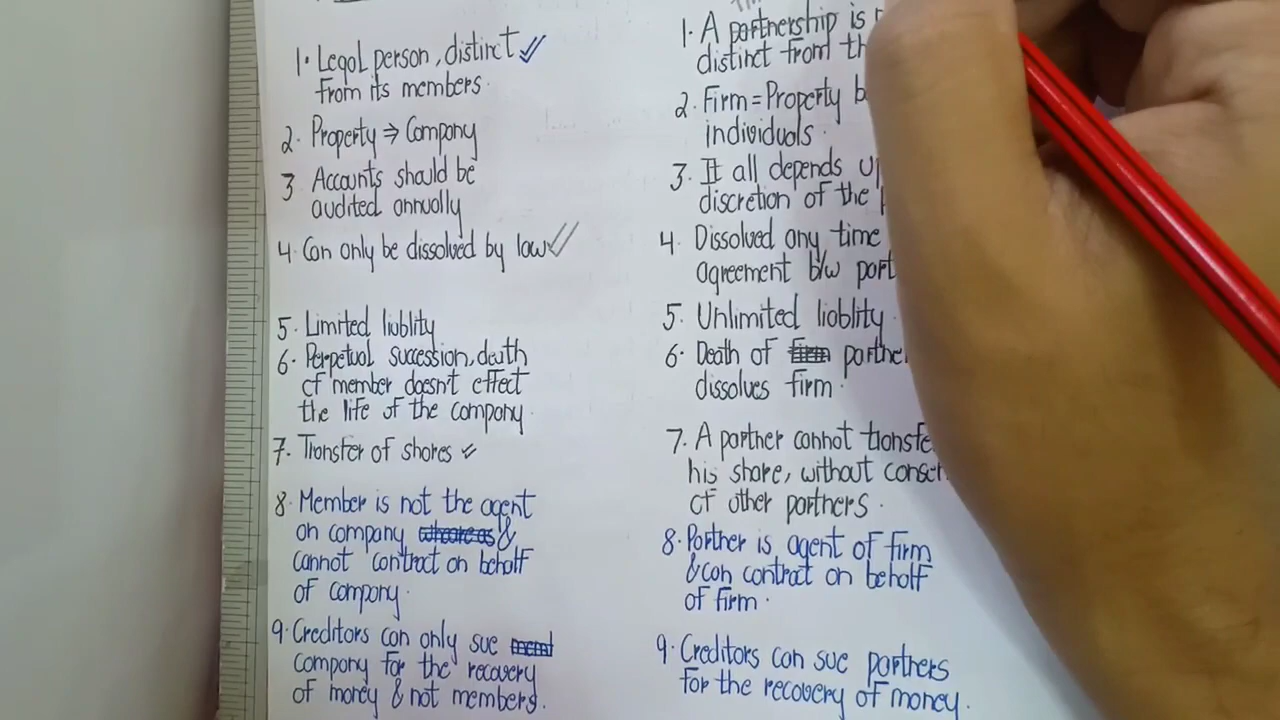 1. Legal person, distinct
from its members.
2. Property ⇒ Company
3 Accounts should be
audited annually
4. Can only be dissolved by law
5. Limited liablity
6. Perpetual succession, death
of member doesn't effect
the life of the company.
7. Transfer of shares
8. Member is not the agent
on company &
cannot contract on behalf
of company.
9. Creditors can only sue
company for the recovery
of money & not members.
1. A partnership is
distinct from
2. Firm = Property
individuals.
3. It all depends
discretion of the
4. Dissolved any time
agreement b/w
5. Unlimited lioblity
6. Death of
dissolves firm.
7. A partner cannot
his share, without
of other partners.
8. Partner is agent of firm
& can contract on behalf
of firm.
9. Creditors can sue partners
for the recovery of money.